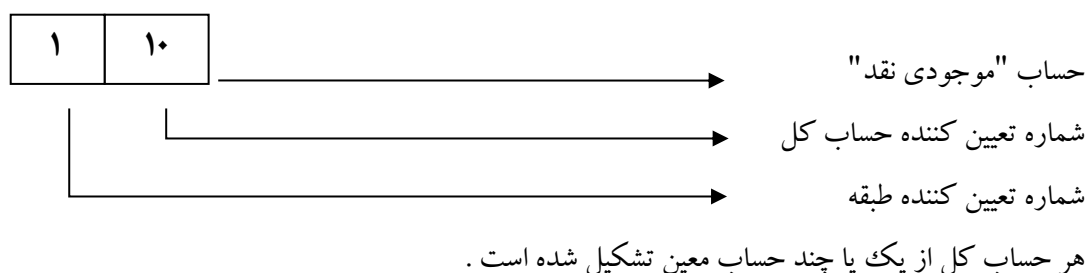 ۱ ۱۰
حساب "موجودی نقد"
شماره تعیین کننده حساب کل
شماره تعیین کننده طبقه
هر حساب کل از یک یا چند حساب معین تشکیل شده است .